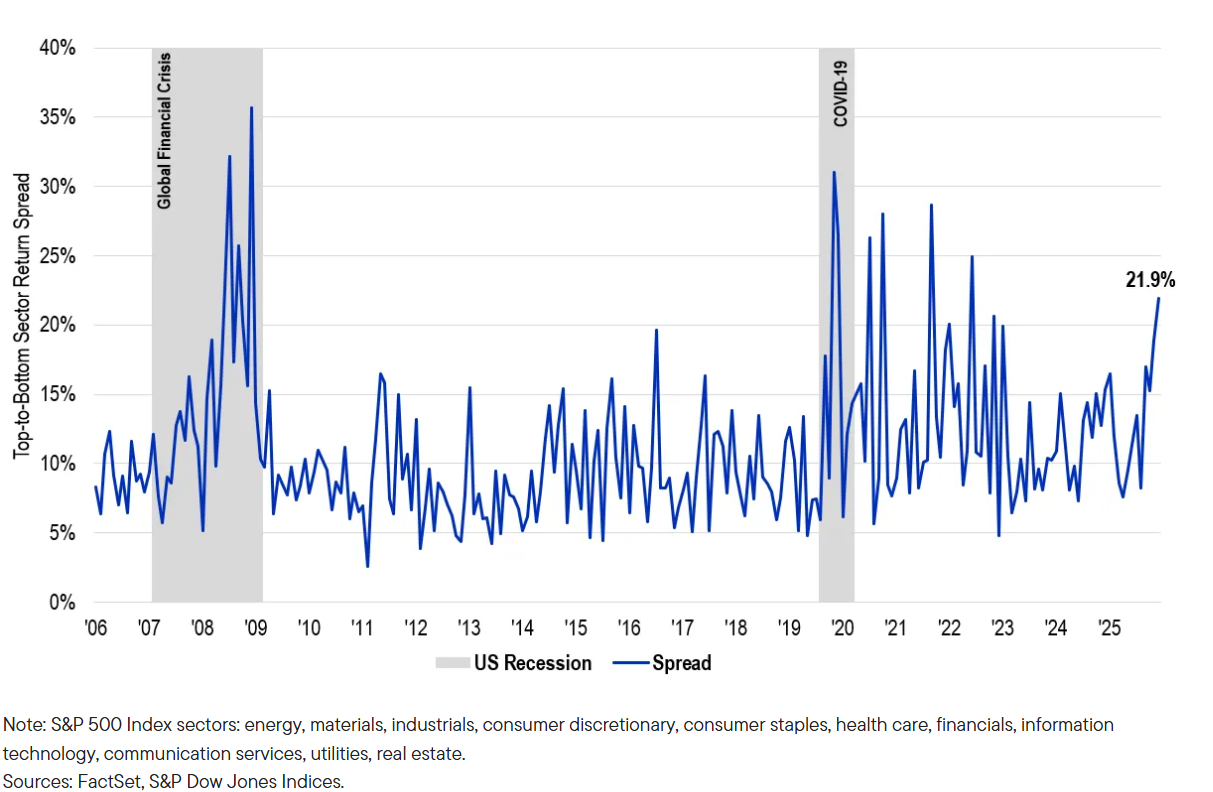 40%
35%
30%
25%
20%
15%
10%
5%
0%
Top-to-Bottom Sector Return Spread
Global Financial Crisis
COVID-19
21.9%
'06 '07 '08 '09 '10 '11 '12 '13 '14 '15 '16 '17 '18 '19 '20 '21 '22 '23 '24 '25
US Recession Spread
Note: S&P 500 Index sectors: energy, materials, industrials, consumer discretionary, consumer staples, health care, financials, information
technology, communication services, utilities, real estate.
Sources: FactSet, S&P Dow Jones Indices.